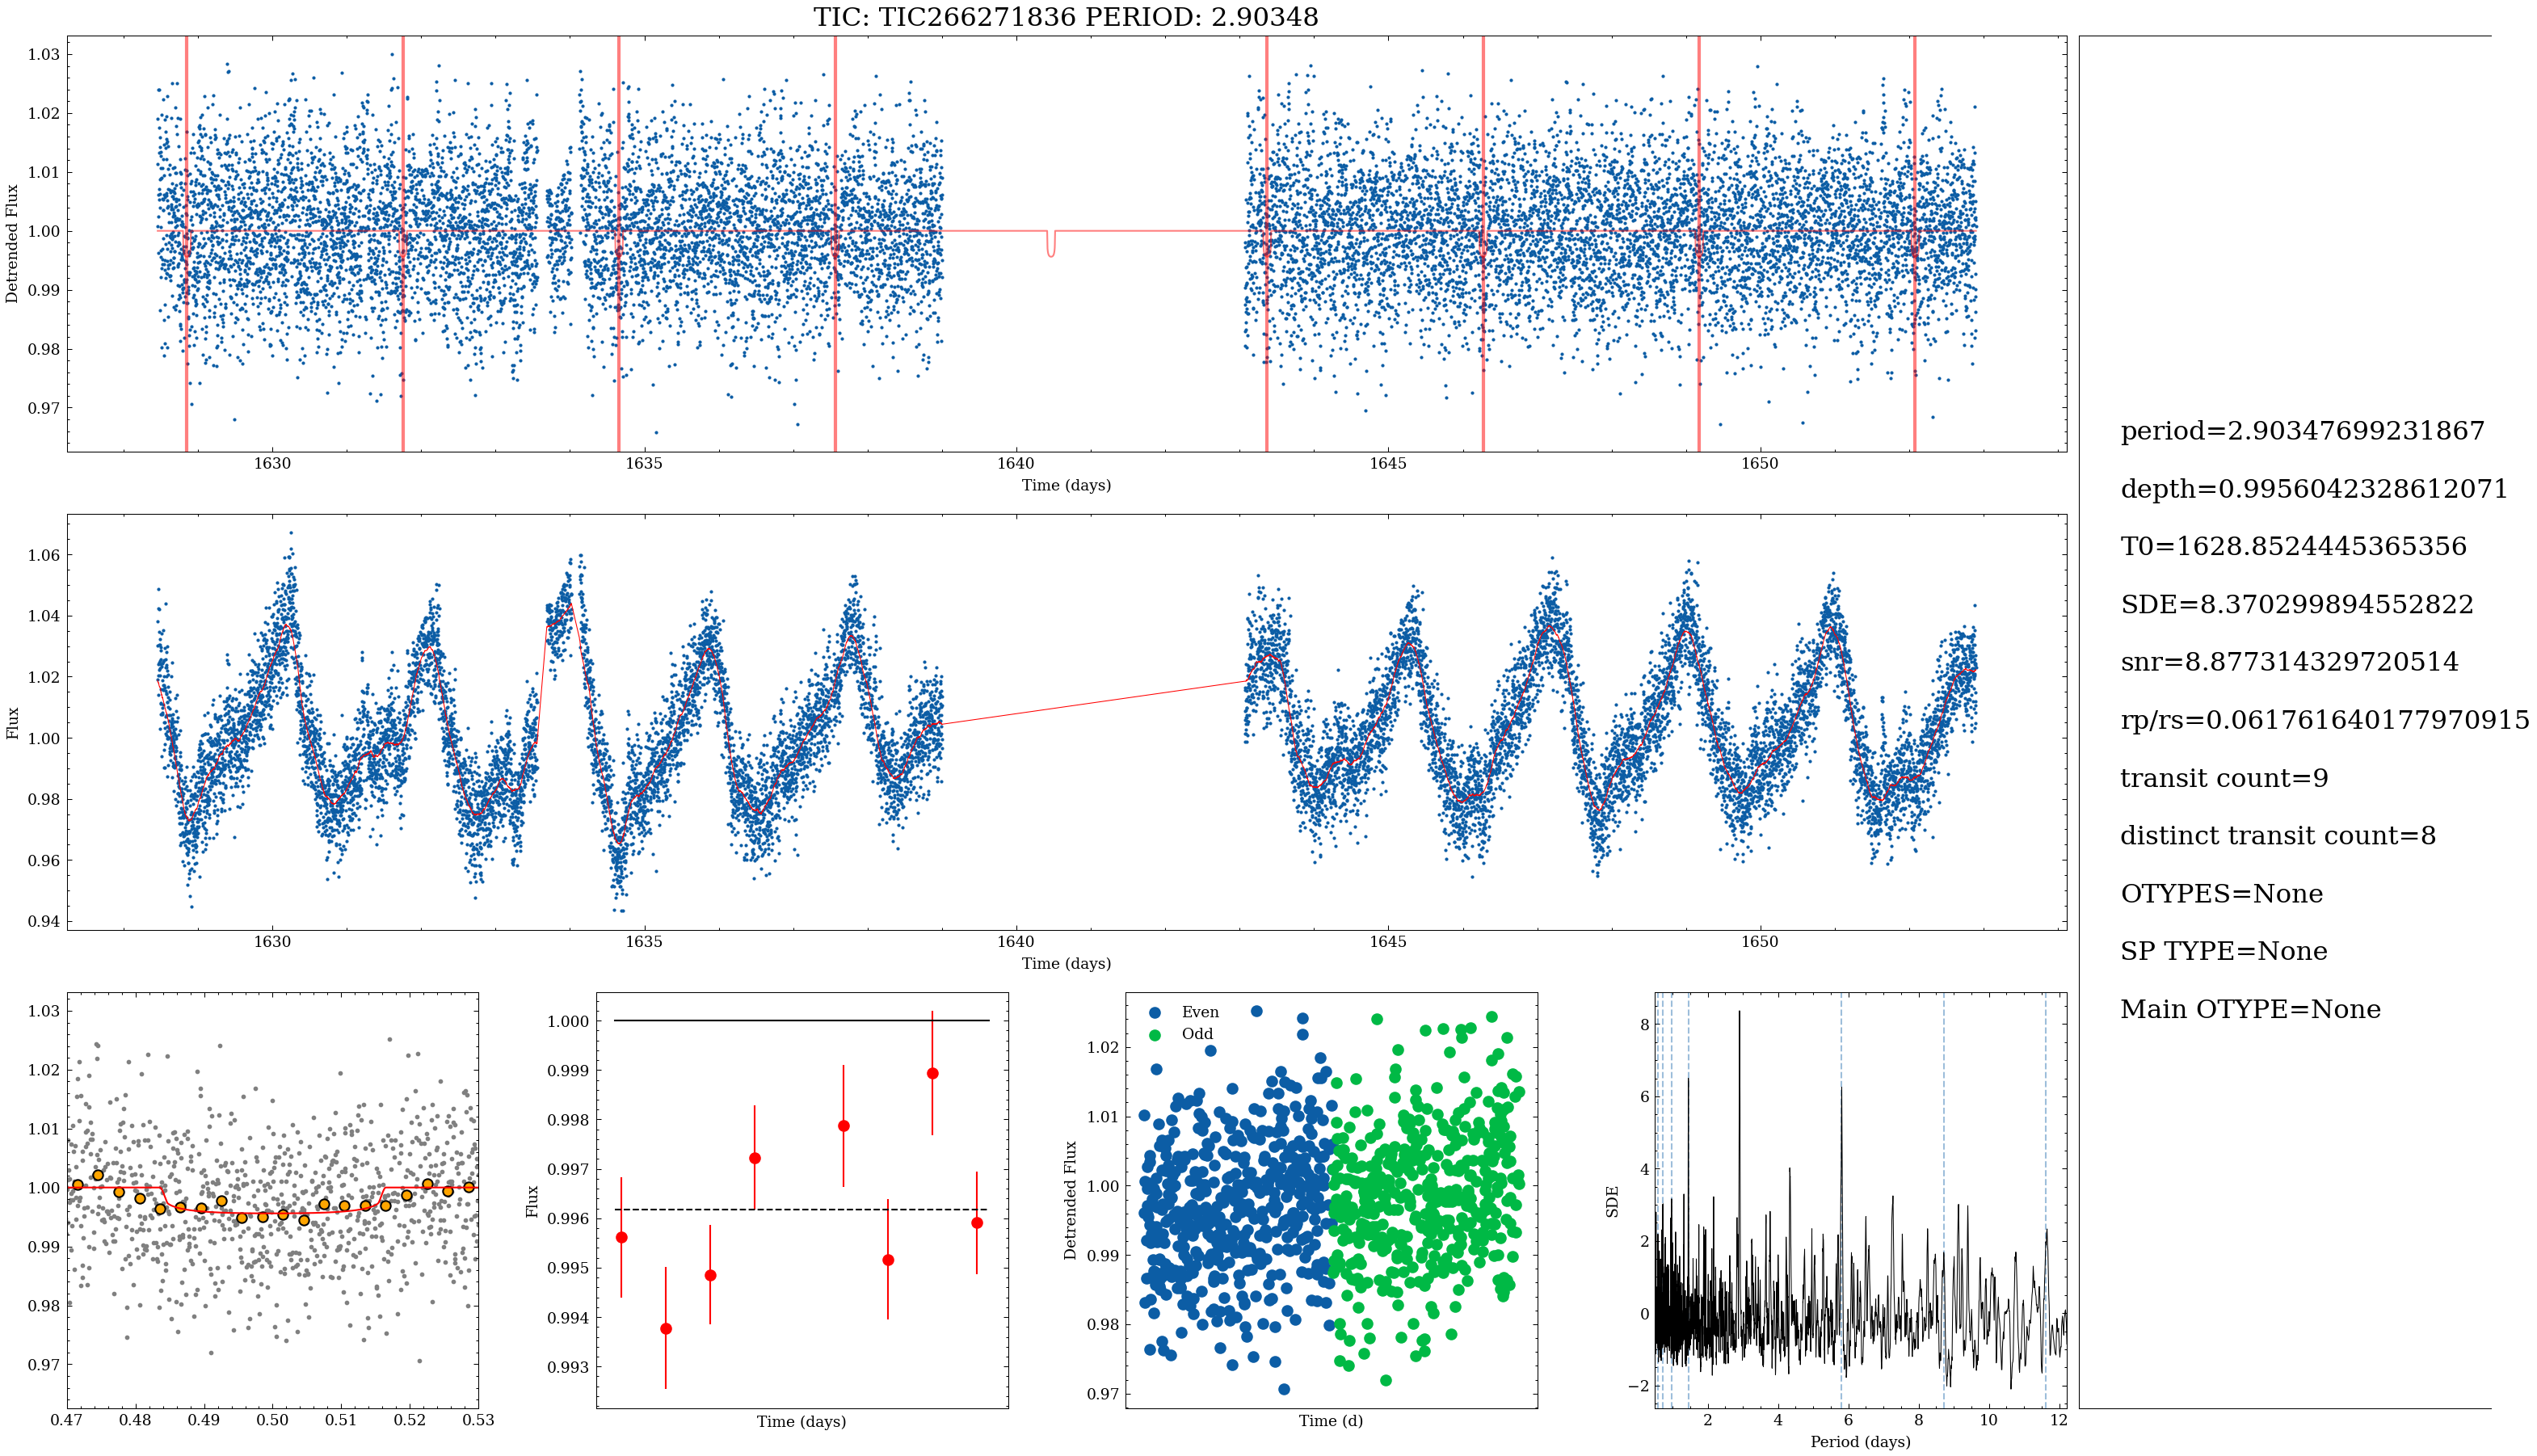 TIC: TIC266271836 PERIOD: 2.90348
1.03
1.02
1.01
1.00
0.99
0.98
0.97
Detrended Flux
1630
1635
1640
1645
1650
Time (days)
1.06
1.04
1.02
1.00
0.98
0.96
0.94
Flux
1630
1635
1640
1645
1650
Time (days)
1.03
1.02
1.01
1.00
0.99
0.98
0.97
0.47
0.48
0.49
0.50
0.51
0.52
0.53
1.000
0.999
0.998
0.997
0.996
0.995
0.994
0.993
Flux
Time (days)
Even
Odd
1.02
1.01
1.00
0.99
0.98
0.97
Detrended Flux
Time (d)
8
6
4
2
0
−2
SDE
2
4
6
8
10
12
Period (days)
period=2.90347699231867
depth=0.9956042328612071
T0=1628.8524445365356
SDE=8.370299894552822
snr=8.877314329720514
rp/rs=0.061761640177970915
transit count=9
distinct transit count=8
OTYPES=None
SP TYPE=None
Main OTYPE=None